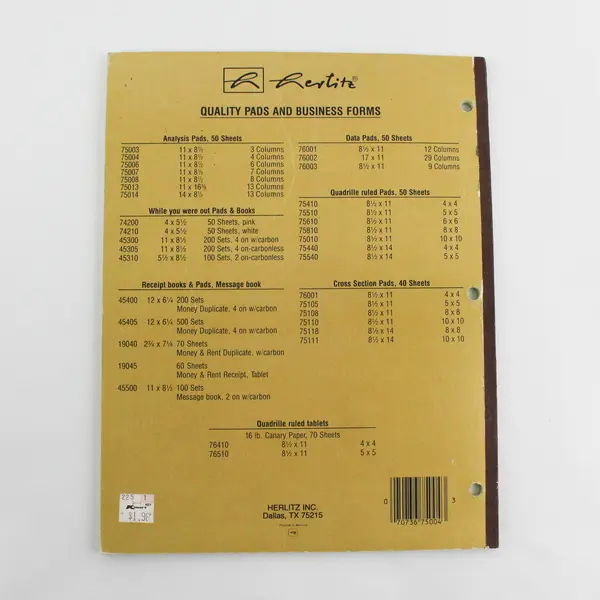 herlitz®
QUALITY PADS AND BUSINESS FORMS
Analysis Pads, 50 Sheets
75003 11 x 8½ 3 Columns
75004 11 x 8½ 4 Columns
75006 11 x 8½ 6 Columns
75007 11 x 8½ 7 Columns
75008 11 x 8½ 8 Columns
75013 11 x 16⅜ 13 Columns
75014 14 x 8½ 13 Columns
While you were out Pads & Books
74200 4 x 5½ 50 Sheets, pink
74210 4 x 5½ 50 Sheets, white
45300 11 x 8½ 200 Sets, 4 on w/carbon
45305 11 x 8½ 200 Sets, 4 on-carbonless
45310 5½ x 8½ 100 Sets, 2 on-carbonless
Receipt books & Pads, Message book
45400 12 x 6¼ 200 Sets
Money Duplicate, 4 on w/carbon
45405 12 x 6¼ 500 Sets
Money Duplicate, 4 on w/carbon
19040 2¾ x 7¼ 70 Sheets
Money & Rent Duplicate, w/carbon
19045 60 Sheets
Money & Rent Receipt, Tablet
45500 11 x 8½ 100 Sets
Message book, 2 on w/carbon
Data Pads, 50 Sheets
76001 8½ x 11 12 Columns
76002 17 x 11 29 Columns
76003 8½ x 11 9 Columns
Quadrille ruled Pads, 50 Sheets
75410 8½ x 11 4 x 4
75510 8½ x 11 5 x 5
75610 8½ x 11 6 x 6
75810 8½ x 11 8 x 8
75010 8½ x 11 10 x 10
75440 8½ x 14 4 x 4
75540 8½ x 14 5 x 5
Cross Section Pads, 40 Sheets
76001 8½ x 11 4 x 4
75105 8½ x 11 5 x 5
75108 8½ x 11 8 x 8
75110 8½ x 11 10 x 10
75118 8½ x 14 8 x 8
75111 8½ x 14 10 x 10
Quadrille ruled tablets
16 lb. Canary Paper, 70 Sheets
76410 8½ x 11 4 x 4
76510 8½ x 11 5 x 5
HERLITZ INC.
Dallas, TX 75215
225 1
Kmart
$1.96
0 70736 75004 3